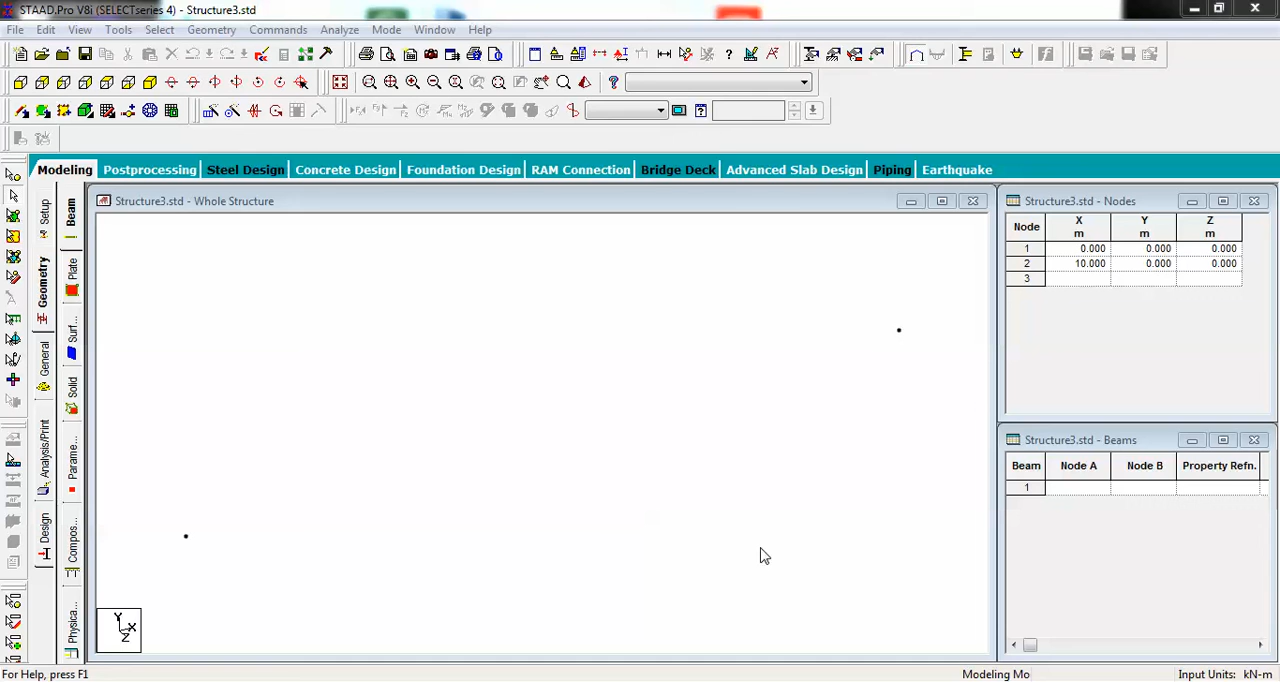 STAAD.Pro V8i (SELECTseries 4) - Structure3.std
File Edit View Tools Select Geometry Commands Analyze Mode Window Help
Modeling Postprocessing Steel Design Concrete Design Foundation Design RAM Connection Bridge Deck Advanced Slab Design Piping Earthquake
Setup
Geometry
General
Analysis/Print
Design
Beam
Plate
Surf...
Solid
Parame...
Compos...
Physica...
Structure3.std - Whole Structure
Y
X
Z
Structure3.std - Nodes
Node X m Y m Z m
1 0.000 0.000 0.000
2 10.000 0.000 0.000
3
Structure3.std - Beams
Beam Node A Node B Property Refn.
1
For Help, press F1 Modeling Mo Input Units: kN-m